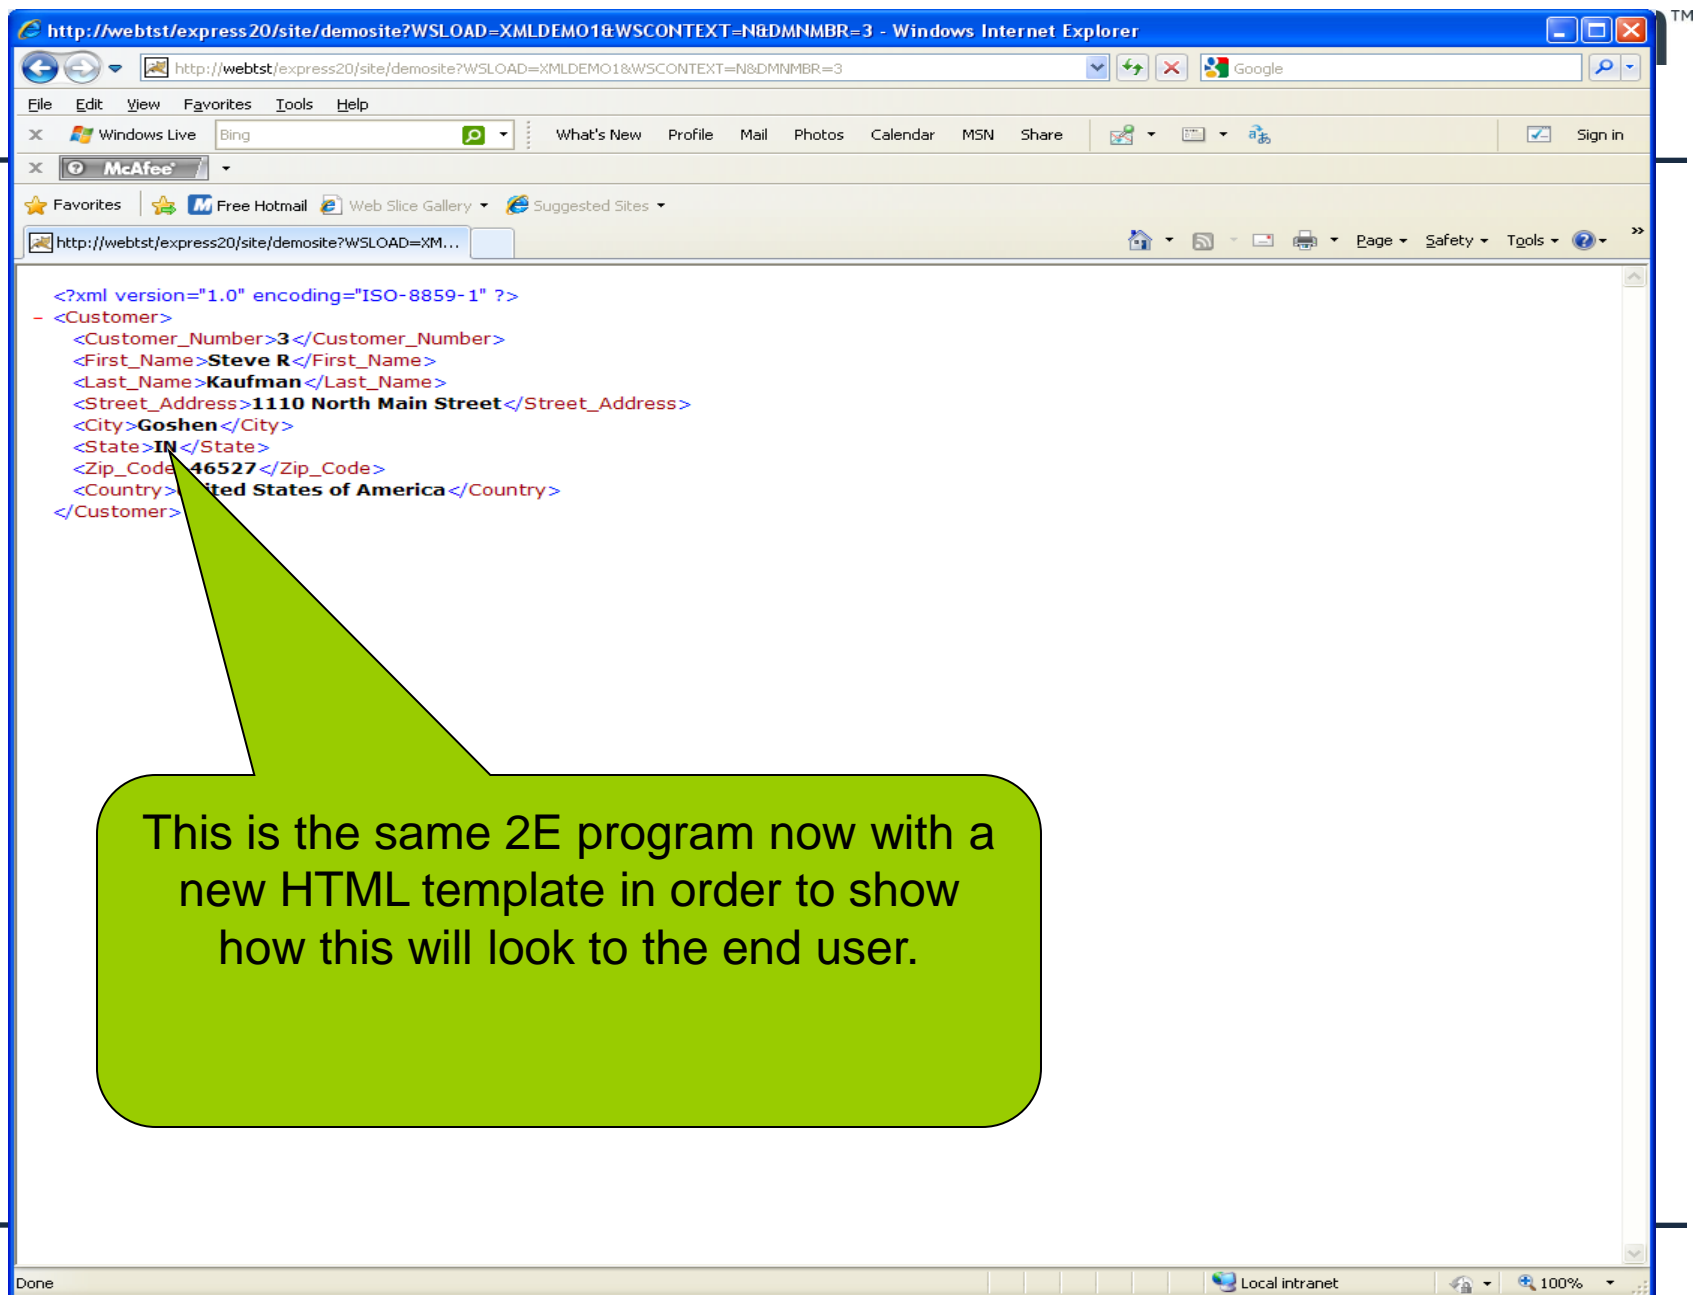 TM
http://webtst/express20/site/demosite?WSLOAD=XMLDEMO1&WSCONTEXT=N&DMNMBR=3 - Windows Internet Explorer
http://webtst/express20/site/demosite?WSLOAD=XMLDEMO1&WSCONTEXT=N&DMNMBR=3 Google
File Edit View Favorites Tools Help
x Windows Live Bing What's New Profile Mail Photos Calendar MSN Share Sign in
x McAfee
Favorites Free Hotmail Web Slice Gallery Suggested Sites
http://webtst/express20/site/demosite?WSLOAD=XM... Page Safety Tools »
<?xml version="1.0" encoding="ISO-8859-1" ?>
- <Customer>
<Customer_Number>3</Customer_Number>
<First_Name>Steve R</First_Name>
<Last_Name>Kaufman</Last_Name>
<Street_Address>1110 North Main Street</Street_Address>
<City>Goshen</City>
<State>IN</State>
<Zip_Code 46527</Zip_Code>
<Country> States of America</Country>
</Customer>
This is the same 2E program now with a
new HTML template in order to show
how this will look to the end user.
Done Local intranet 100%